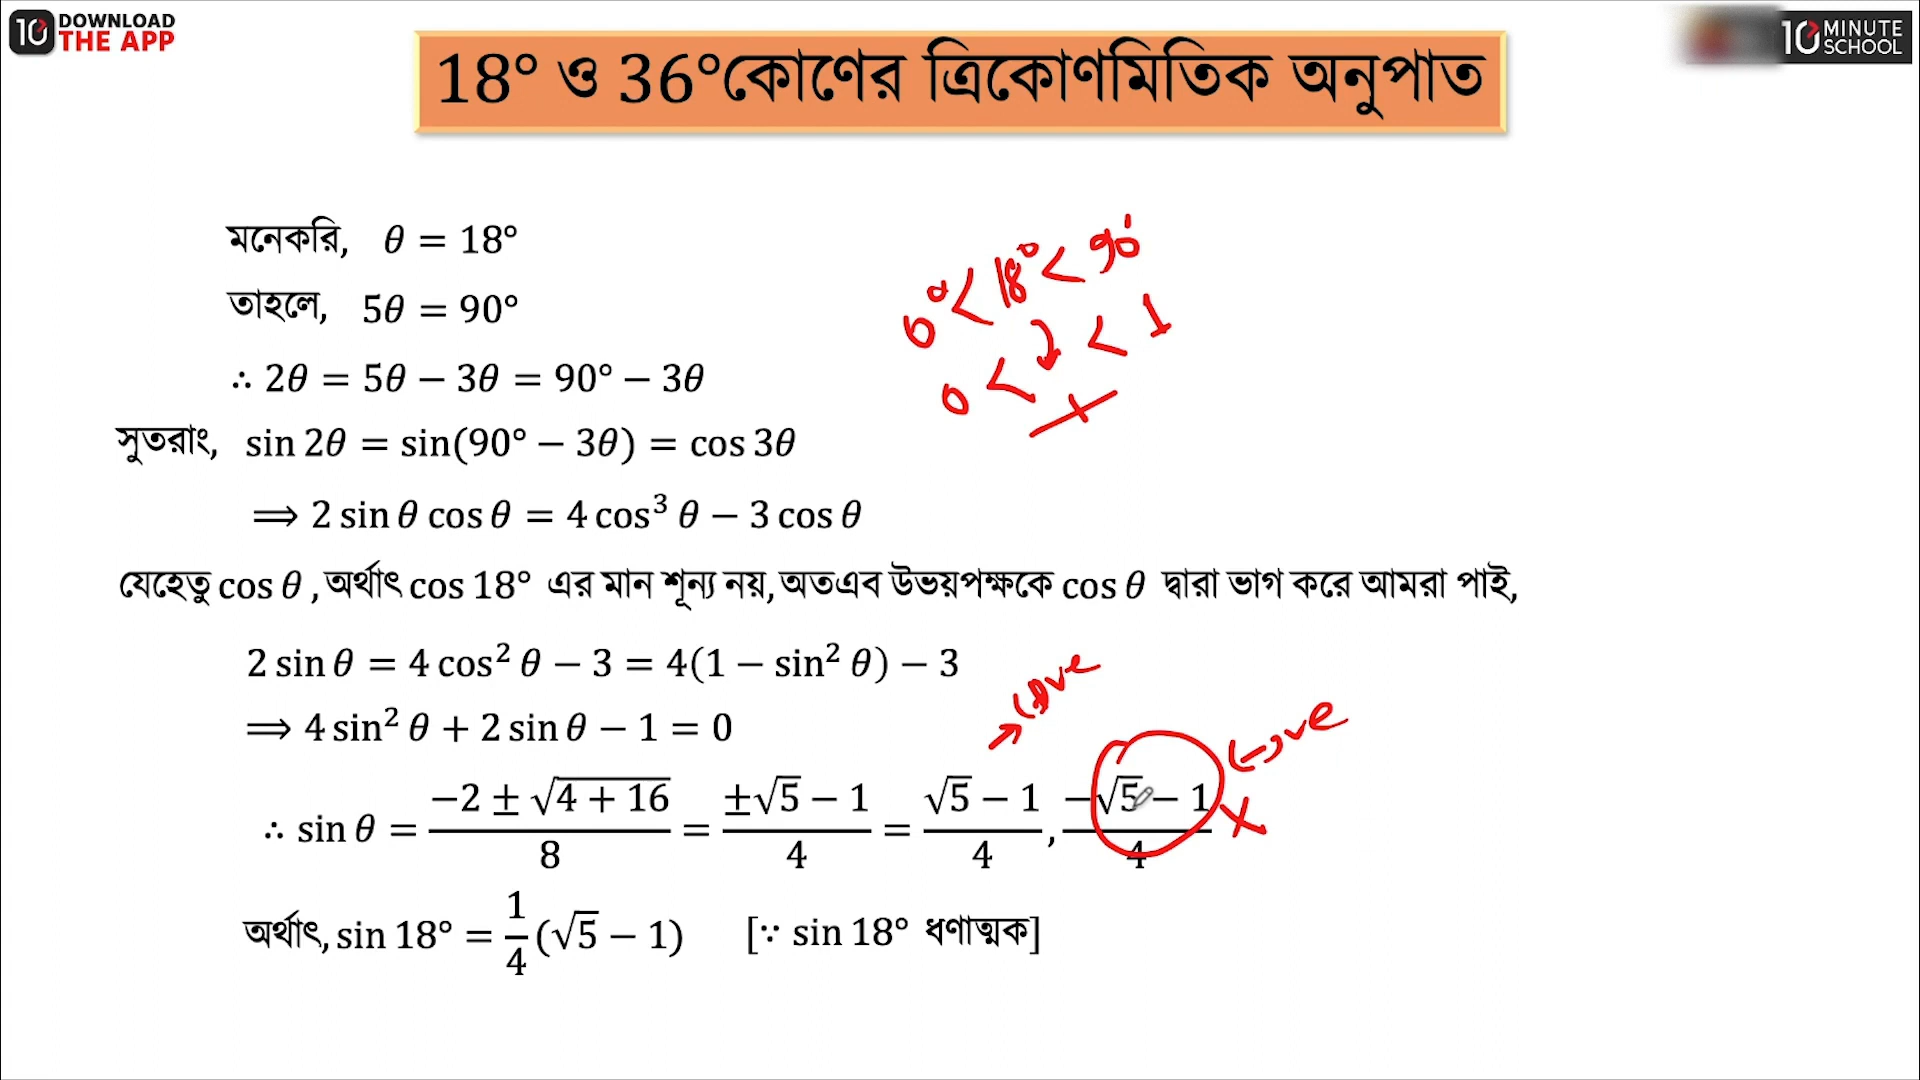 10 DOWNLOAD THE APP
10 MINUTE SCHOOL
18° ও 36°কোণের ত্রিকোণমিতিক অনুপাত
মনেকরি, θ = 18°
তাহলে, 5θ = 90°
∴ 2θ = 5θ − 3θ = 90° − 3θ
সুতরাং, sin 2θ = sin(90° − 3θ) = cos 3θ
⟹ 2 sin θ cos θ = 4 cos³ θ − 3 cos θ
যেহেতু cos θ , অর্থাৎ cos 18° এর মান শূন্য নয়, অতএব উভয়পক্ষকে cos θ দ্বারা ভাগ করে আমরা পাই,
2 sin θ = 4 cos² θ − 3 = 4(1 − sin² θ) − 3
⟹ 4 sin² θ + 2 sin θ − 1 = 0
∴ sin θ = (−2 ± √(4 + 16))/8 = (±√5 − 1)/4 = (√5 − 1)/4 , (−√5 − 1)/4
অর্থাৎ, sin 18° = 1/4 (√5 − 1) [∵ sin 18° ধণাত্মক]
0° < 18° < 90°
0 < < 1
+
→ (+)ve
(−)ve
×